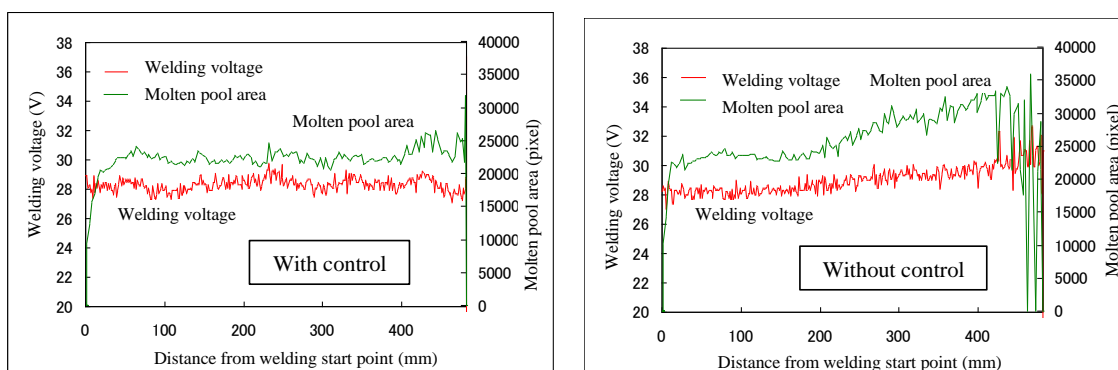 38
36
34
32
30
28
26
24
22
20
Welding voltage (V)
40000
35000
30000
25000
20000
15000
10000
5000
0
Molten pool area (pixel)
Welding voltage
Molten pool area
Molten pool area
Welding voltage
With control
0 100 200 300 400
Distance from welding start point (mm)
38
36
34
32
30
28
26
24
22
20
Welding voltage (V)
40000
35000
30000
25000
20000
15000
10000
5000
0
Molten pool area (pixel)
Molten pool area
Welding voltage
Molten pool area
Welding voltage
Without control
0 100 200 300 400
Distance from welding start point (mm)